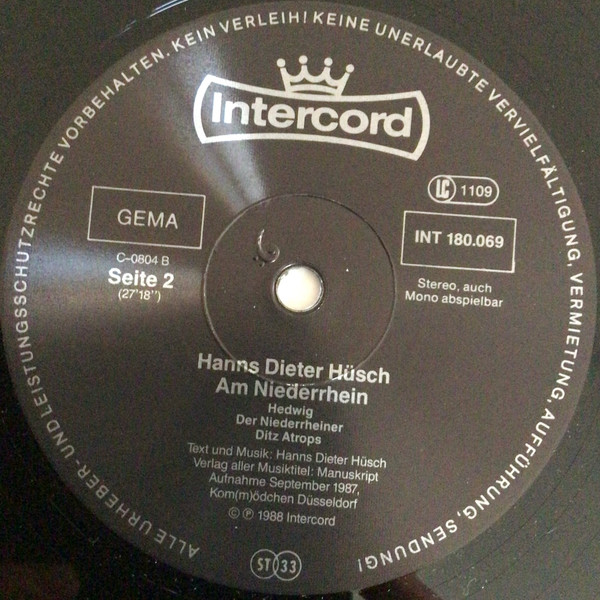 ALLE URHEBER- UND LEISTUNGSSCHUTZRECHTE VORBEHALTEN. KEIN VERLEIH! KEINE UNERLAUBTE VERVIELFÄLTIGUNG, VERMIETUNG, AUFFÜHRUNG, SENDUNG!
Intercord
LC 1109
GEMA
INT 180.069
C-0804 B
Seite 2
(27"18'')
Stereo, auch
Mono abspielbar
Hanns Dieter Hüsch
Am Niederrhein
Hedwig
Der Niederrheiner
Ditz Atrops
Text und Musik: Hanns Dieter Hüsch
Verlag aller Musiktitel: Manuskript
Aufnahme September 1987,
Kom(m)ödchen Düsseldorf
© ℗ 1988 Intercord
ST 33